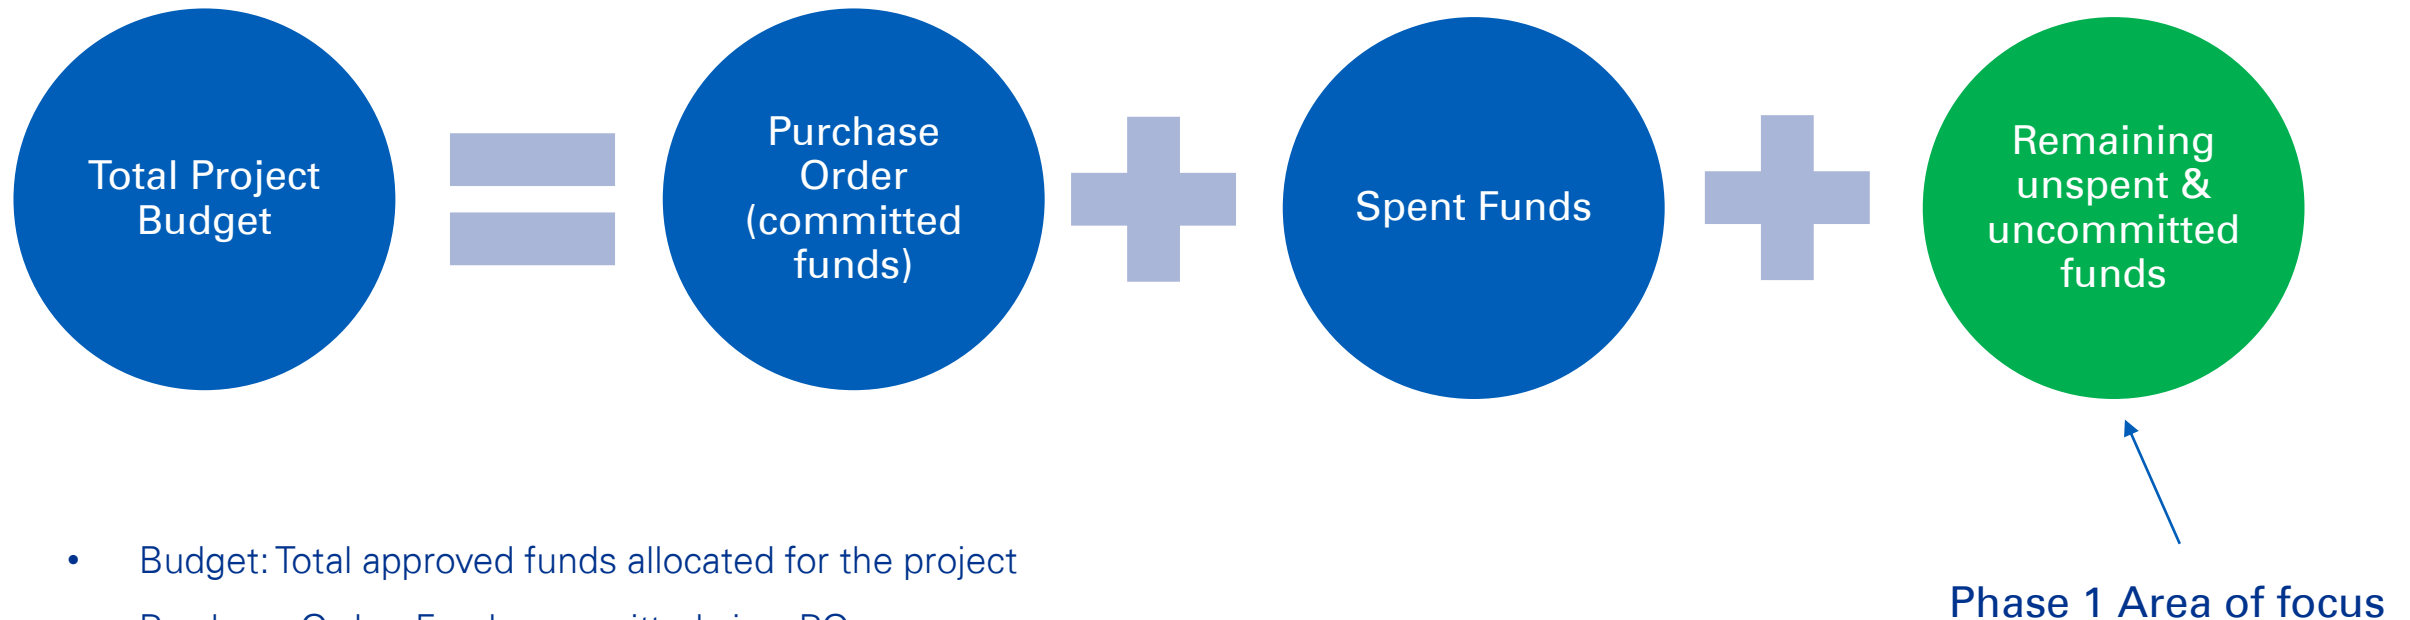 Total Project
Budget
Purchase
Order
(committed
funds)
Spent Funds
Remaining
unspent &
uncommitted
funds
• Budget: Total approved funds allocated for the project
Phase 1 Area of focus